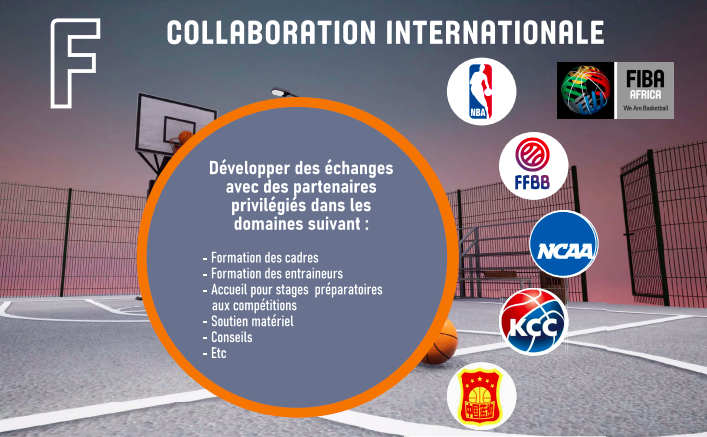 F
COLLABORATION INTERNATIONALE
NBA
FIBA
AFRICA
We Are Basketball
FFBB
NCAA
KCC
Développer des échanges
avec des partenaires
privilégiés dans les
domaines suivant :
- Formation des cadres
- Formation des entraineurs
- Accueil pour stages préparatoires
aux compétitions
- Soutien matériel
- Conseils
- Etc